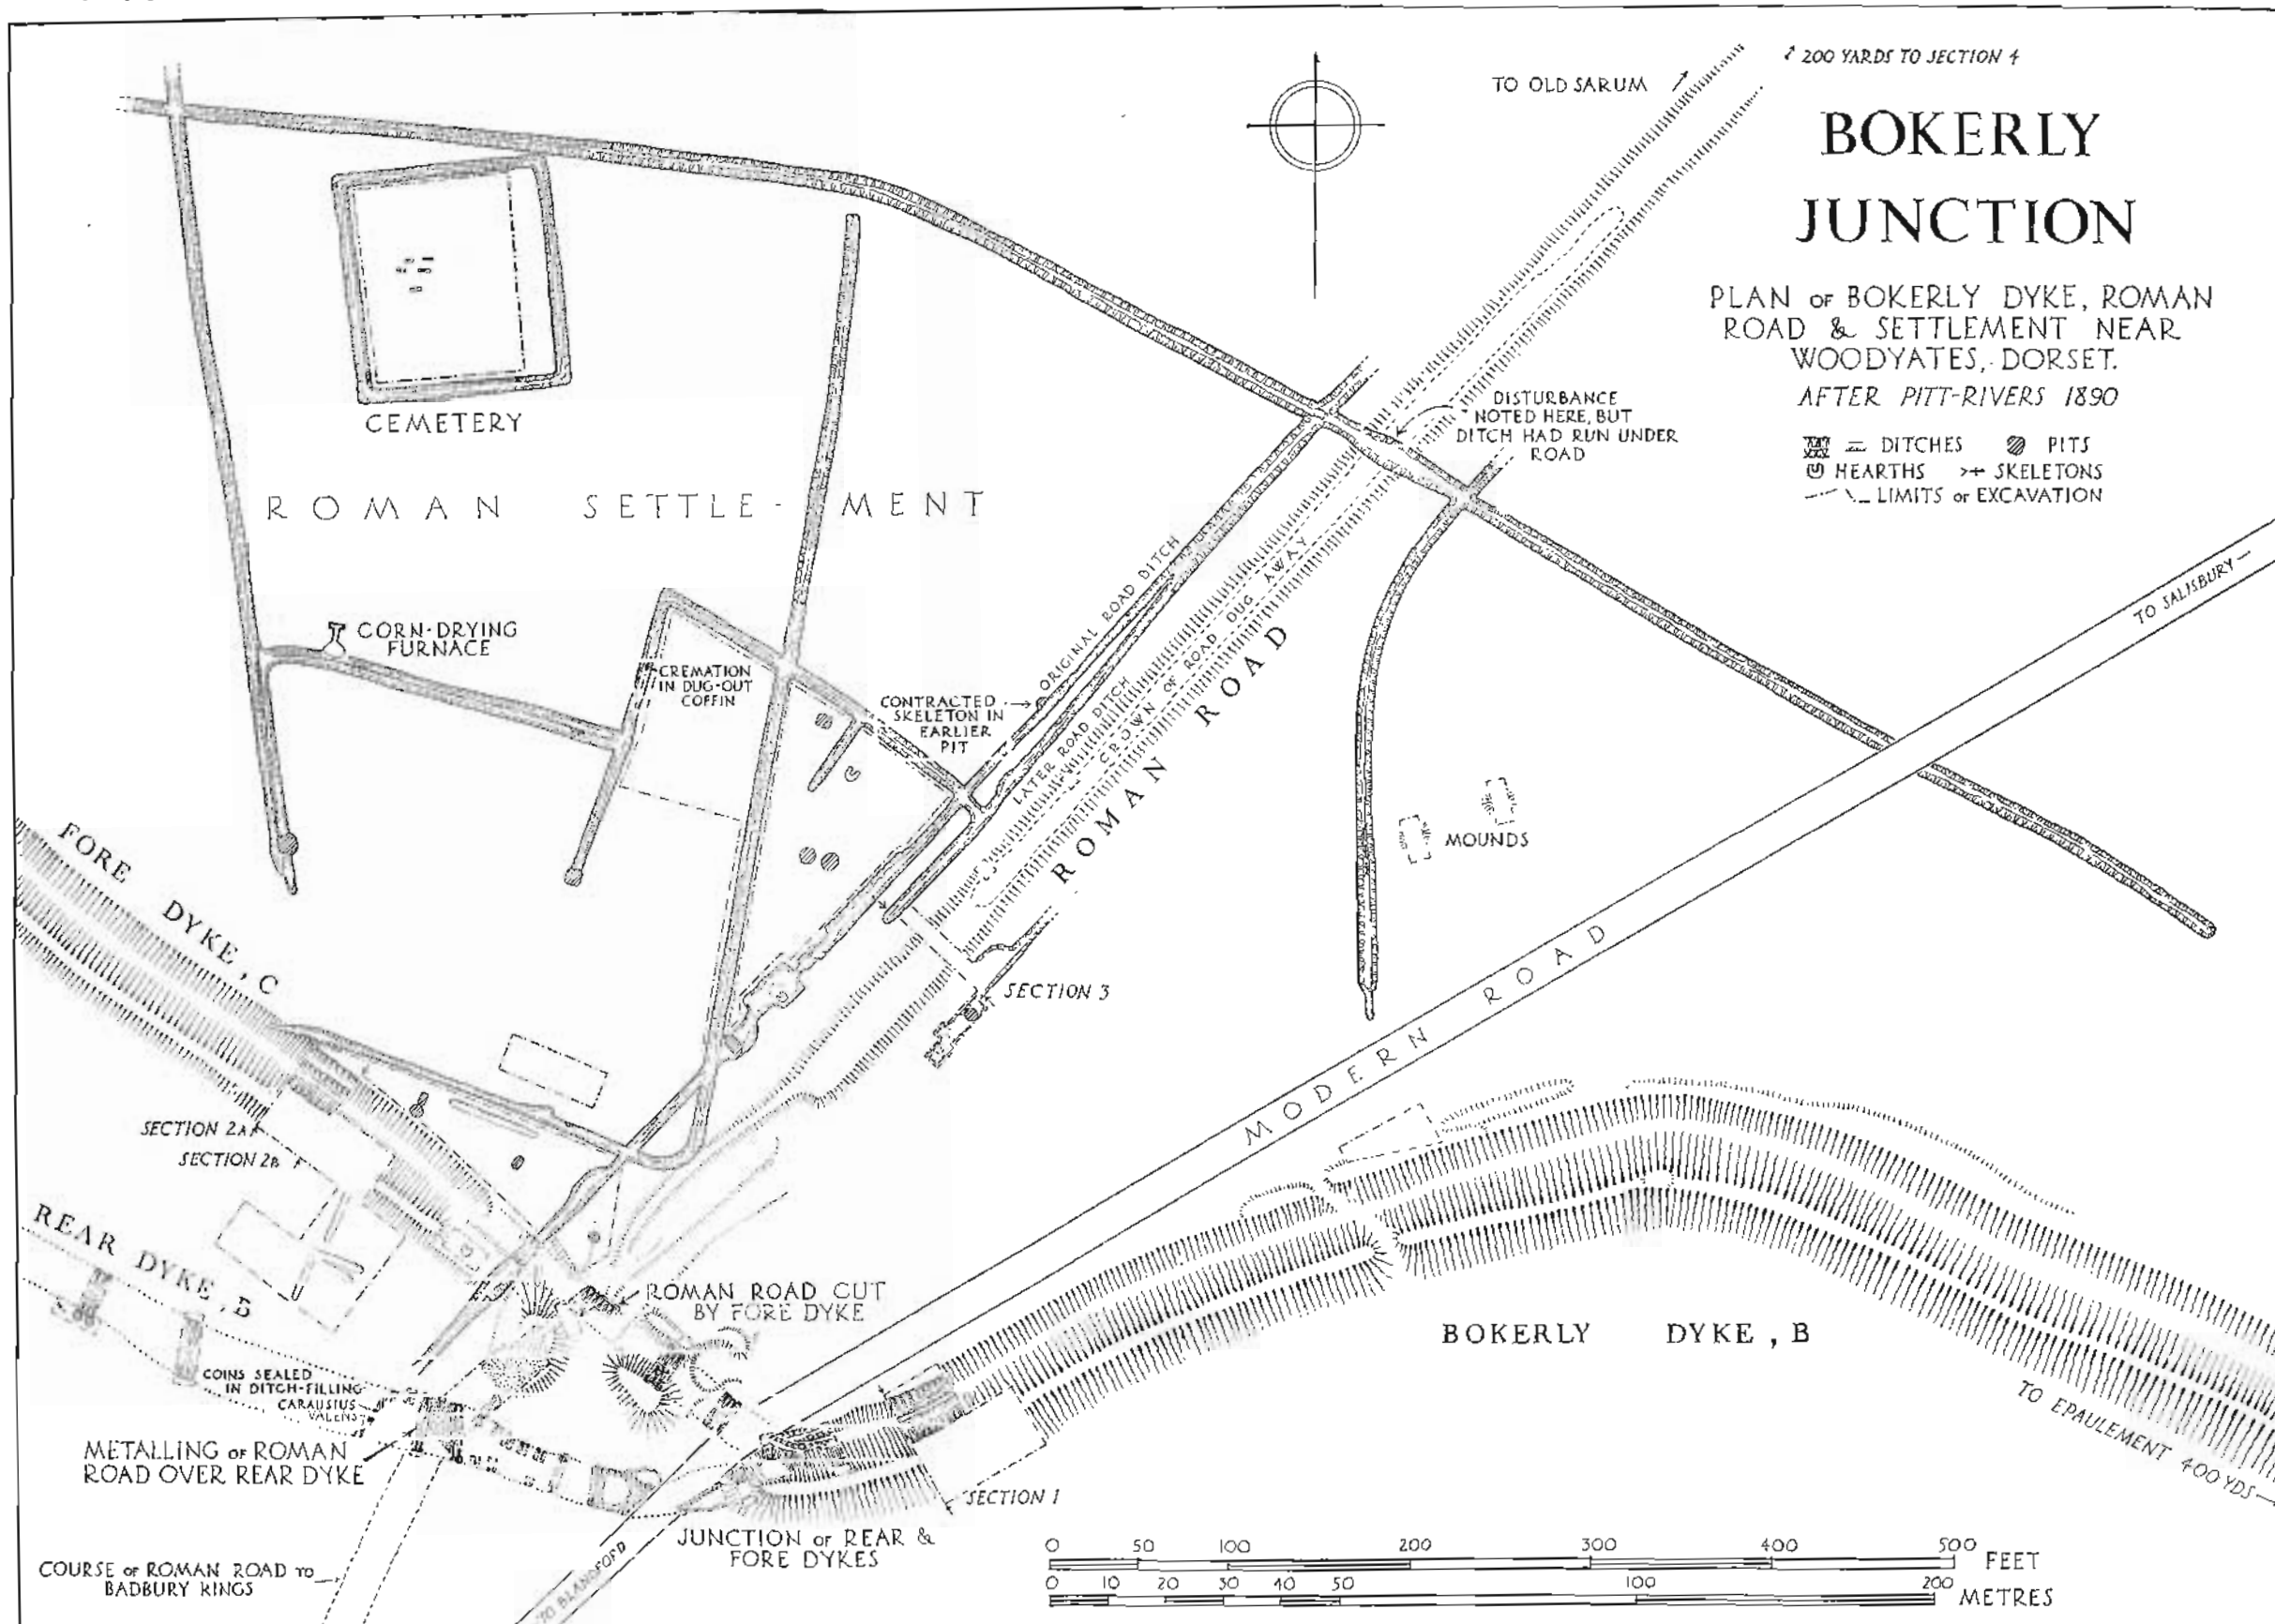 TO OLD SARUM
200 YARDS TO SECTION 4
BOKERLY
JUNCTION
PLAN OF BOKERLY DYKE, ROMAN
ROAD & SETTLEMENT NEAR
WOODYATES, DORSET.
AFTER PITT-RIVERS 1890
DITCHES
PITS
HEARTHS
SKELETONS
LIMITS OF EXCAVATION
DISTURBANCE
NOTED HERE, BUT
DITCH HAD RUN UNDER
ROAD
CEMETERY
ROMAN SETTLE-MENT
CORN-DRYING
FURNACE
CREMATION
IN DUG-OUT
COFFIN
CONTRACTED
SKELETON IN
EARLIER
PIT
ORIGINAL ROAD DITCH
LATER ROAD DITCH
CROWN OF ROAD DUG AWAY
ROMAN ROAD
TO SALISBURY
MOUNDS
MODERN ROAD
FORE DYKE, C
SECTION 3
SECTION 2A
SECTION 2B
REAR DYKE, B
ROMAN ROAD CUT
BY FORE DYKE
BOKERLY DYKE, B
TO EPAULEMENT 400 YDS
COINS SEALED
IN DITCH-FILLING
CARAUSIUS
VALENS
METALLING OF ROMAN
ROAD OVER REAR DYKE
SECTION 1
JUNCTION OF REAR &
FORE DYKES
COURSE OF ROMAN ROAD TO
BADBURY RINGS
TO BLANDFORD
0 50 100 200 300 400 500 FEET
0 10 20 30 40 50 100 200 METRES